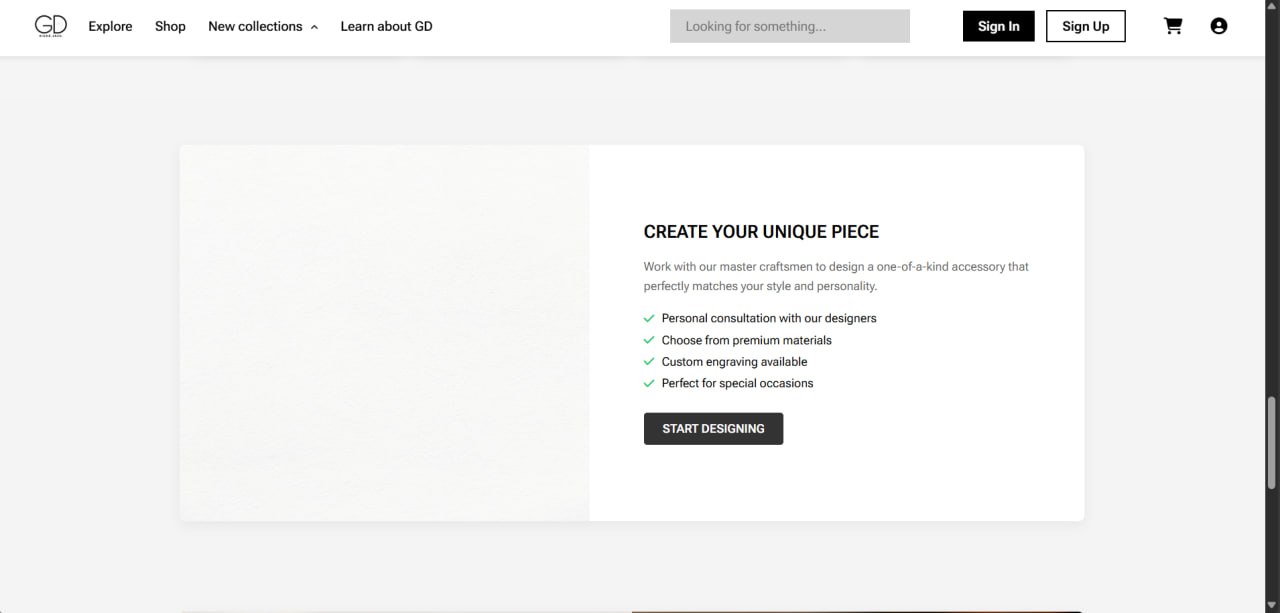 GD
Explore
Shop
New collections
Learn about GD
Looking for something...
Sign In
Sign Up
CREATE YOUR UNIQUE PIECE
Work with our master craftsmen to design a one-of-a-kind accessory that
perfectly matches your style and personality.
Personal consultation with our designers
Choose from premium materials
Custom engraving available
Perfect for special occasions
START DESIGNING